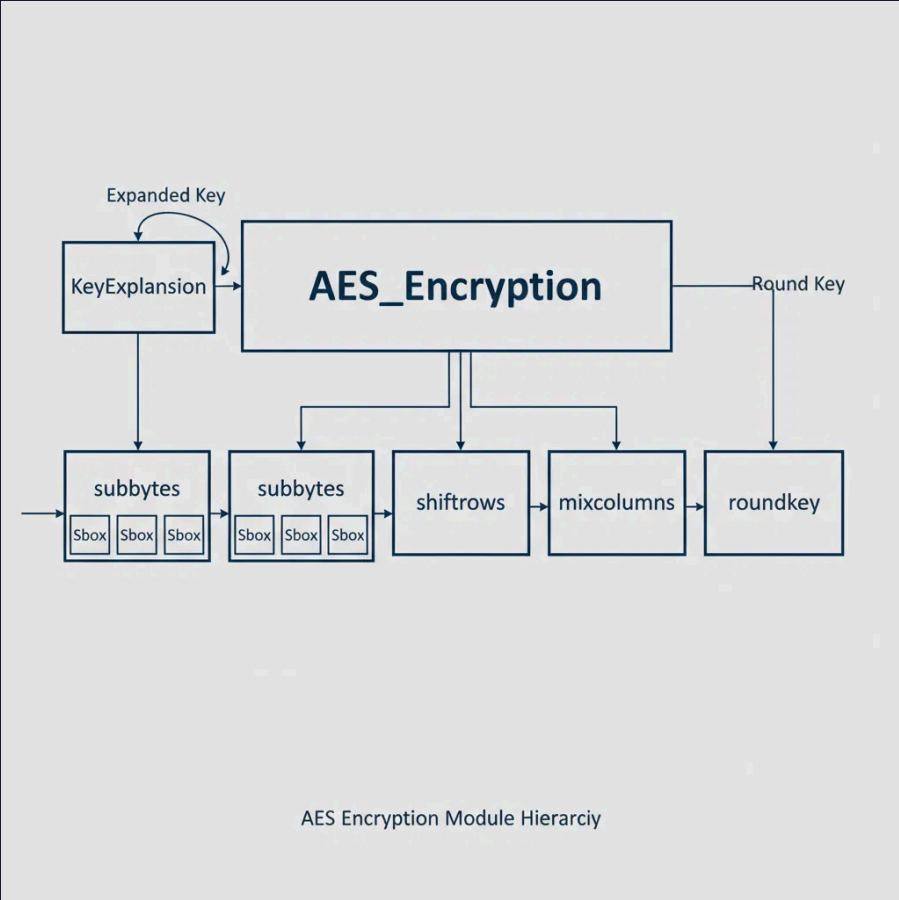 Expanded Key
KeyExplansion
AES_Encryption
Round Key
subbytes
Sbox Sbox Sbox
subbytes
Sbox Sbox Sbox
shiftrows
mixcolumns
roundkey
AES Encryption Module Hierarciy